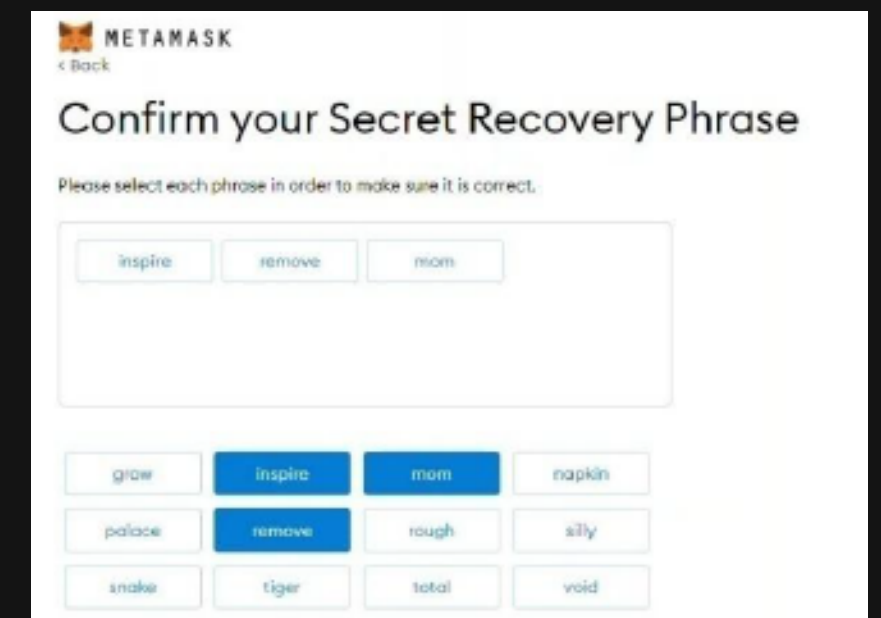 METAMASK
< Back
Confirm your Secret Recovery Phrase
Please select each phrase in order to make sure it is correct.
inspire remove mom
grow inspire mom napkin
palace remove rough silly
snake tiger total void